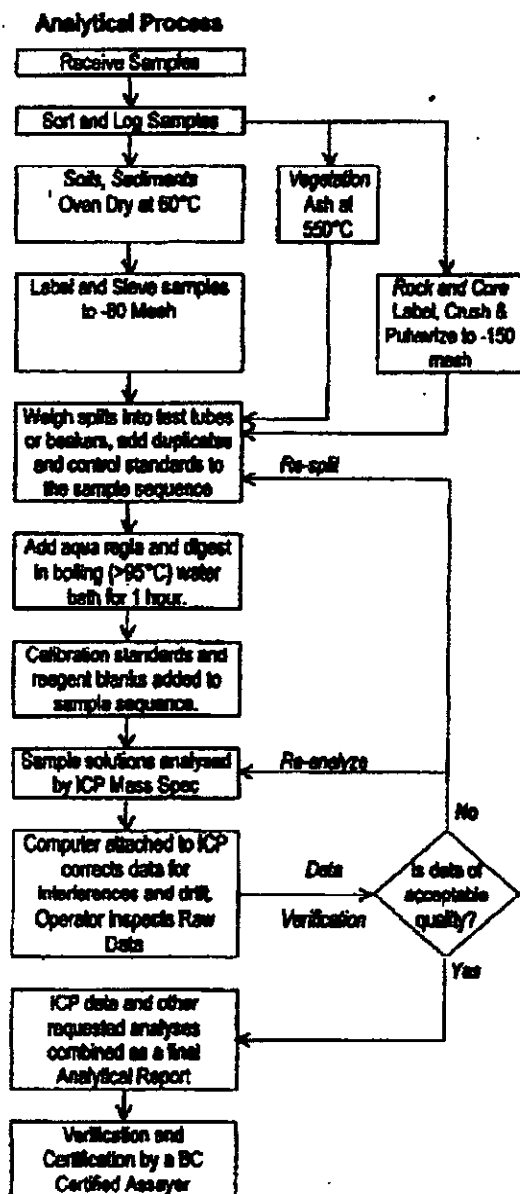 Analytical Process
Receive Samples
Sort and Log Samples
Soils, Sediments
Oven Dry at 60°C
Vegetation
Ash at
550°C
Label and Sieve samples
to -80 Mesh
Rock and Core
Label, Crush &
Pulverize to -150
mesh
Weigh splits into test tubes
or beakers, add duplicates
and control standards to
the sample sequence
Re-split
Add aqua regia and digest
in boiling (>95°C) water
bath for 1 hour.
Calibration standards and
reagent blanks added to
sample sequence.
Sample solutions analysed
by ICP Mass Spec
Re-analyze
No
Computer attached to ICP
corrects data for
interferences and drift.
Operator inspects Raw
Data
Data
Verification
Is data of
acceptable
quality?
Yes
ICP data and other
requested analyses
combined as a final
Analytical Report
Verification and
Certification by a BC
Certified Assayer